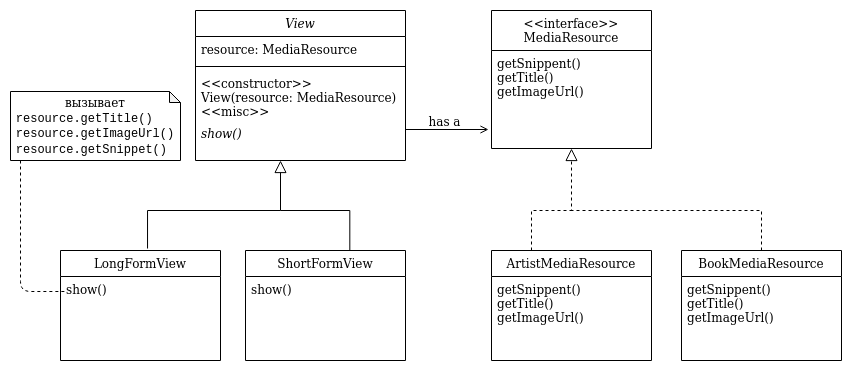 View
resource: MediaResource
<<constructor>>
View(resource: MediaResource)
<<misc>>
show()
<<interface>>
MediaResource
getSnippent()
getTitle()
getImageUrl()
вызывает
resource.getTitle()
resource.getImageUrl()
resource.getSnippet()
has a
LongFormView
show()
ShortFormView
show()
ArtistMediaResource
getSnippent()
getTitle()
getImageUrl()
BookMediaResource
getSnippent()
getTitle()
getImageUrl()